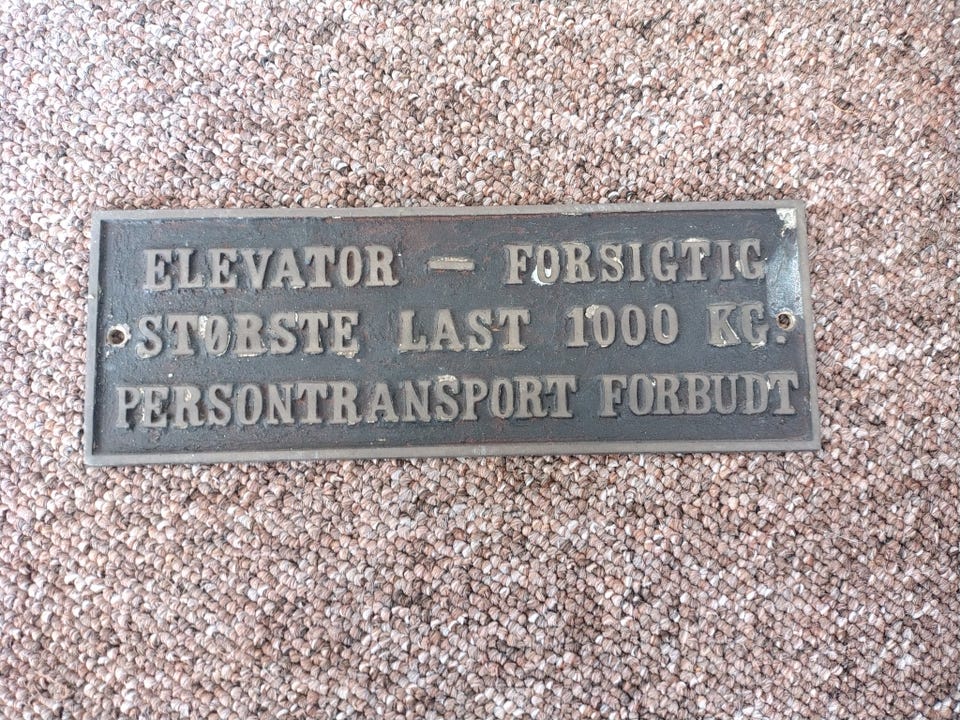 ELEVATOR — FORSIGTIG
STØRSTE LAST 1000 KG.
PERSONTRANSPORT FORBUDT